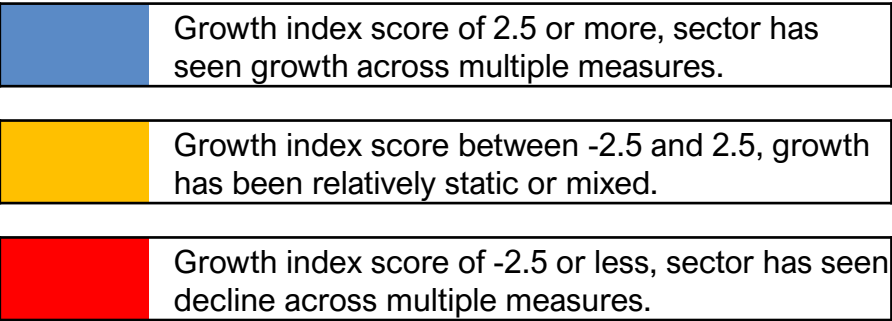 Growth index score of 2.5 or more, sector has
seen growth across multiple measures.
Growth index score between -2.5 and 2.5, growth
has been relatively static or mixed.
Growth index score of -2.5 or less, sector has seen
decline across multiple measures.